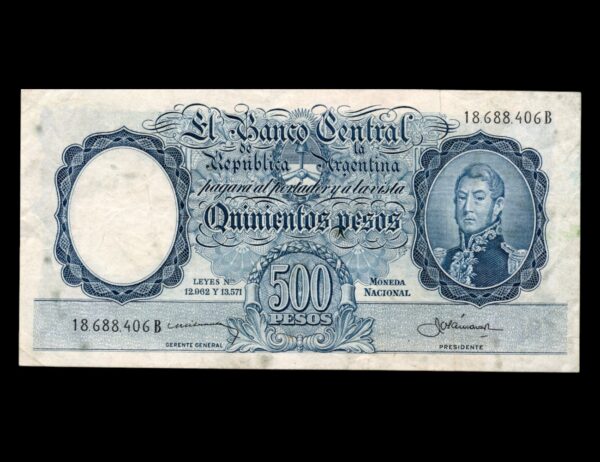 18.688.406 B
El Banco Central
de la
República Argentina
pagará al portador y a la vista
Quinientos pesos
LEYES Nos
12.962 Y 13.571
500
PESOS
MONEDA
NACIONAL
18.688.406 B
GERENTE GENERAL
PRESIDENTE